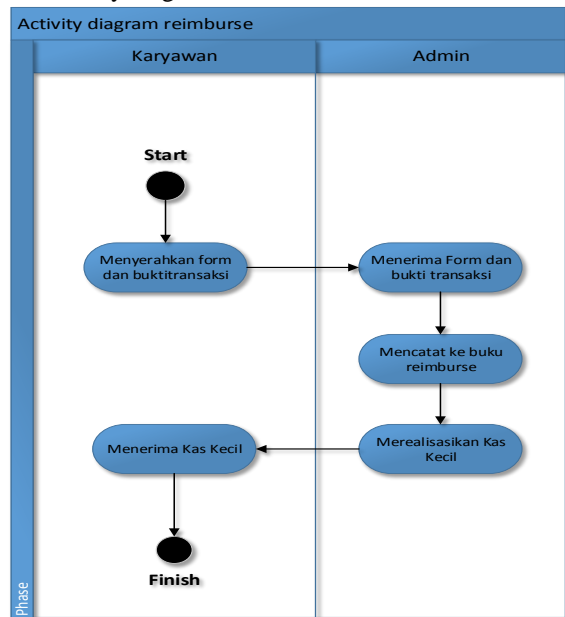 Activity diagram reimburse
Karyawan
Admin
Start
Menyerahkan form
dan buktitransaksi
Menerima Form dan
bukti transaksi
Mencatat ke buku
reimburse
Merealisasikan Kas
Kecil
Menerima Kas Kecil
Finish
Phase